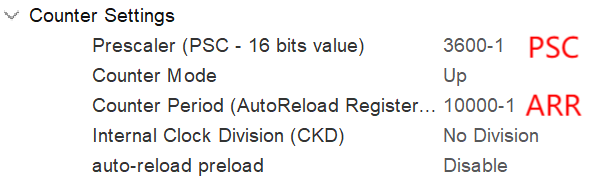 Counter Settings
Prescaler (PSC - 16 bits value) 3600-1 PSC
Counter Mode Up
Counter Period (AutoReload Register... 10000-1 ARR
Internal Clock Division (CKD) No Division
auto-reload preload Disable